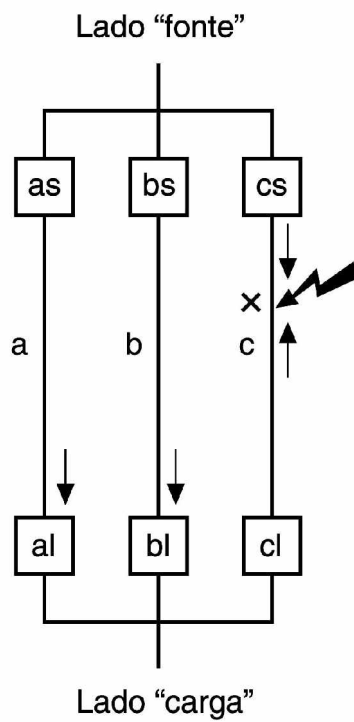 Lado “fonte”
as bs cs
×
a b c
al bl cl
Lado “carga”